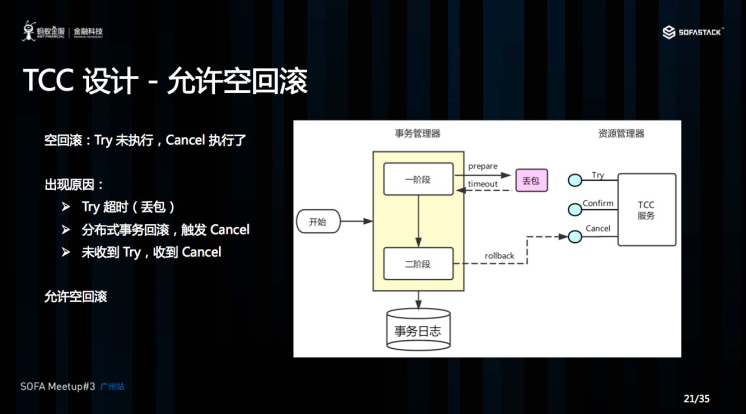 蚂蚁金服 金融科技
ANT FINANCIAL FINANCIAL TECHNOLOGY
SOFASTACK
TCC 设计 - 允许空回滚
空回滚：Try 未执行，Cancel 执行了
出现原因：
Try 超时（丢包）
分布式事务回滚，触发 Cancel
未收到 Try，收到 Cancel
允许空回滚
事务管理器
资源管理器
开始
一阶段
prepare
timeout
丢包
Try
Confirm
Cancel
TCC
服务
二阶段
rollback
事务日志
SOFA Meetup#3 广州站
21/35